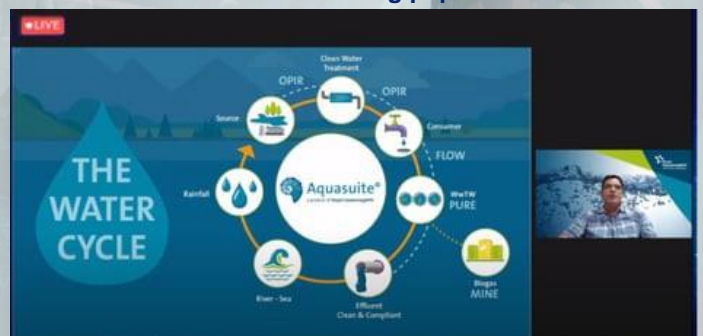 LIVE
THE
WATER
CYCLE
Clean Water
Treatment
OPIR
OPIR
Source
Consumer
FLOW
Rainfall
Aquasuite®
WwTW
PURE
River - Sea
Effluent
Clean & Compliant
Biogas
MINE